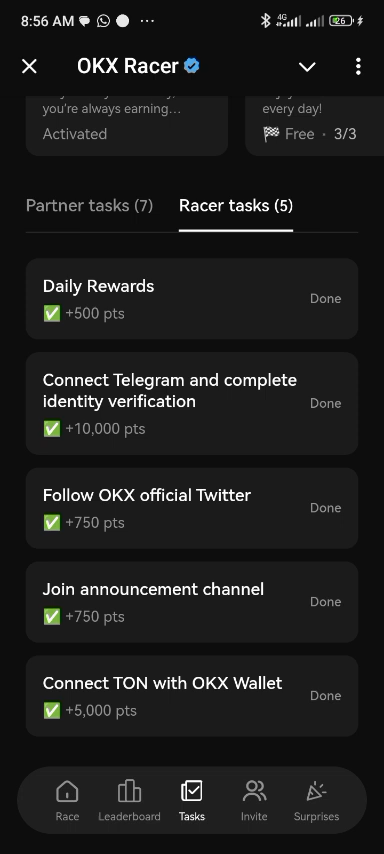 8:56 AM
4G
26
OKX Racer
you're always earning...
Activated
every day!
Free · 3/3
Partner tasks (7)
Racer tasks (5)
Daily Rewards
+500 pts
Done
Connect Telegram and complete
identity verification
+10,000 pts
Done
Follow OKX official Twitter
+750 pts
Done
Join announcement channel
+750 pts
Done
Connect TON with OKX Wallet
+5,000 pts
Done
Race
Leaderboard
Tasks
Invite
Surprises